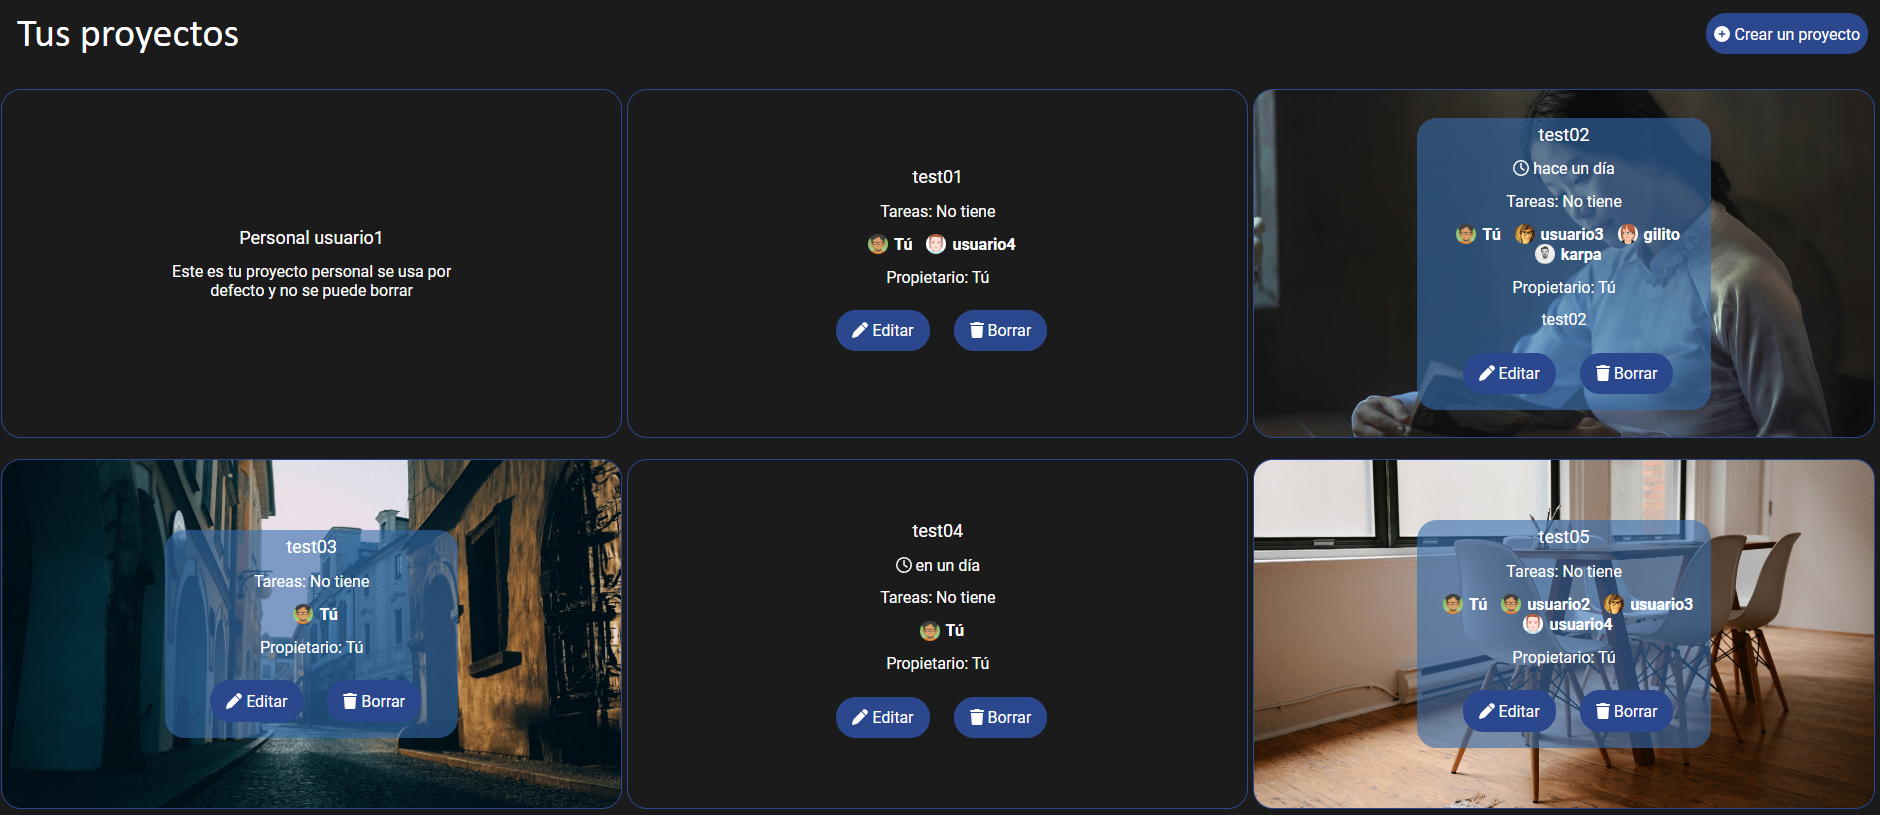 Tus proyectos
Crear un proyecto
Personal usuario1
Este es tu proyecto personal se usa por
defecto y no se puede borrar
test01
Tareas: No tiene
Tú usuario4
Propietario: Tú
Editar Borrar
test02
hace un día
Tareas: No tiene
Tú usuario3 gilito
karpa
Propietario: Tú
test02
Editar Borrar
test03
Tareas: No tiene
Tú
Propietario: Tú
Editar Borrar
test04
en un día
Tareas: No tiene
Tú
Propietario: Tú
Editar Borrar
test05
Tareas: No tiene
Tú usuario2 usuario3
usuario4
Propietario: Tú
Editar Borrar